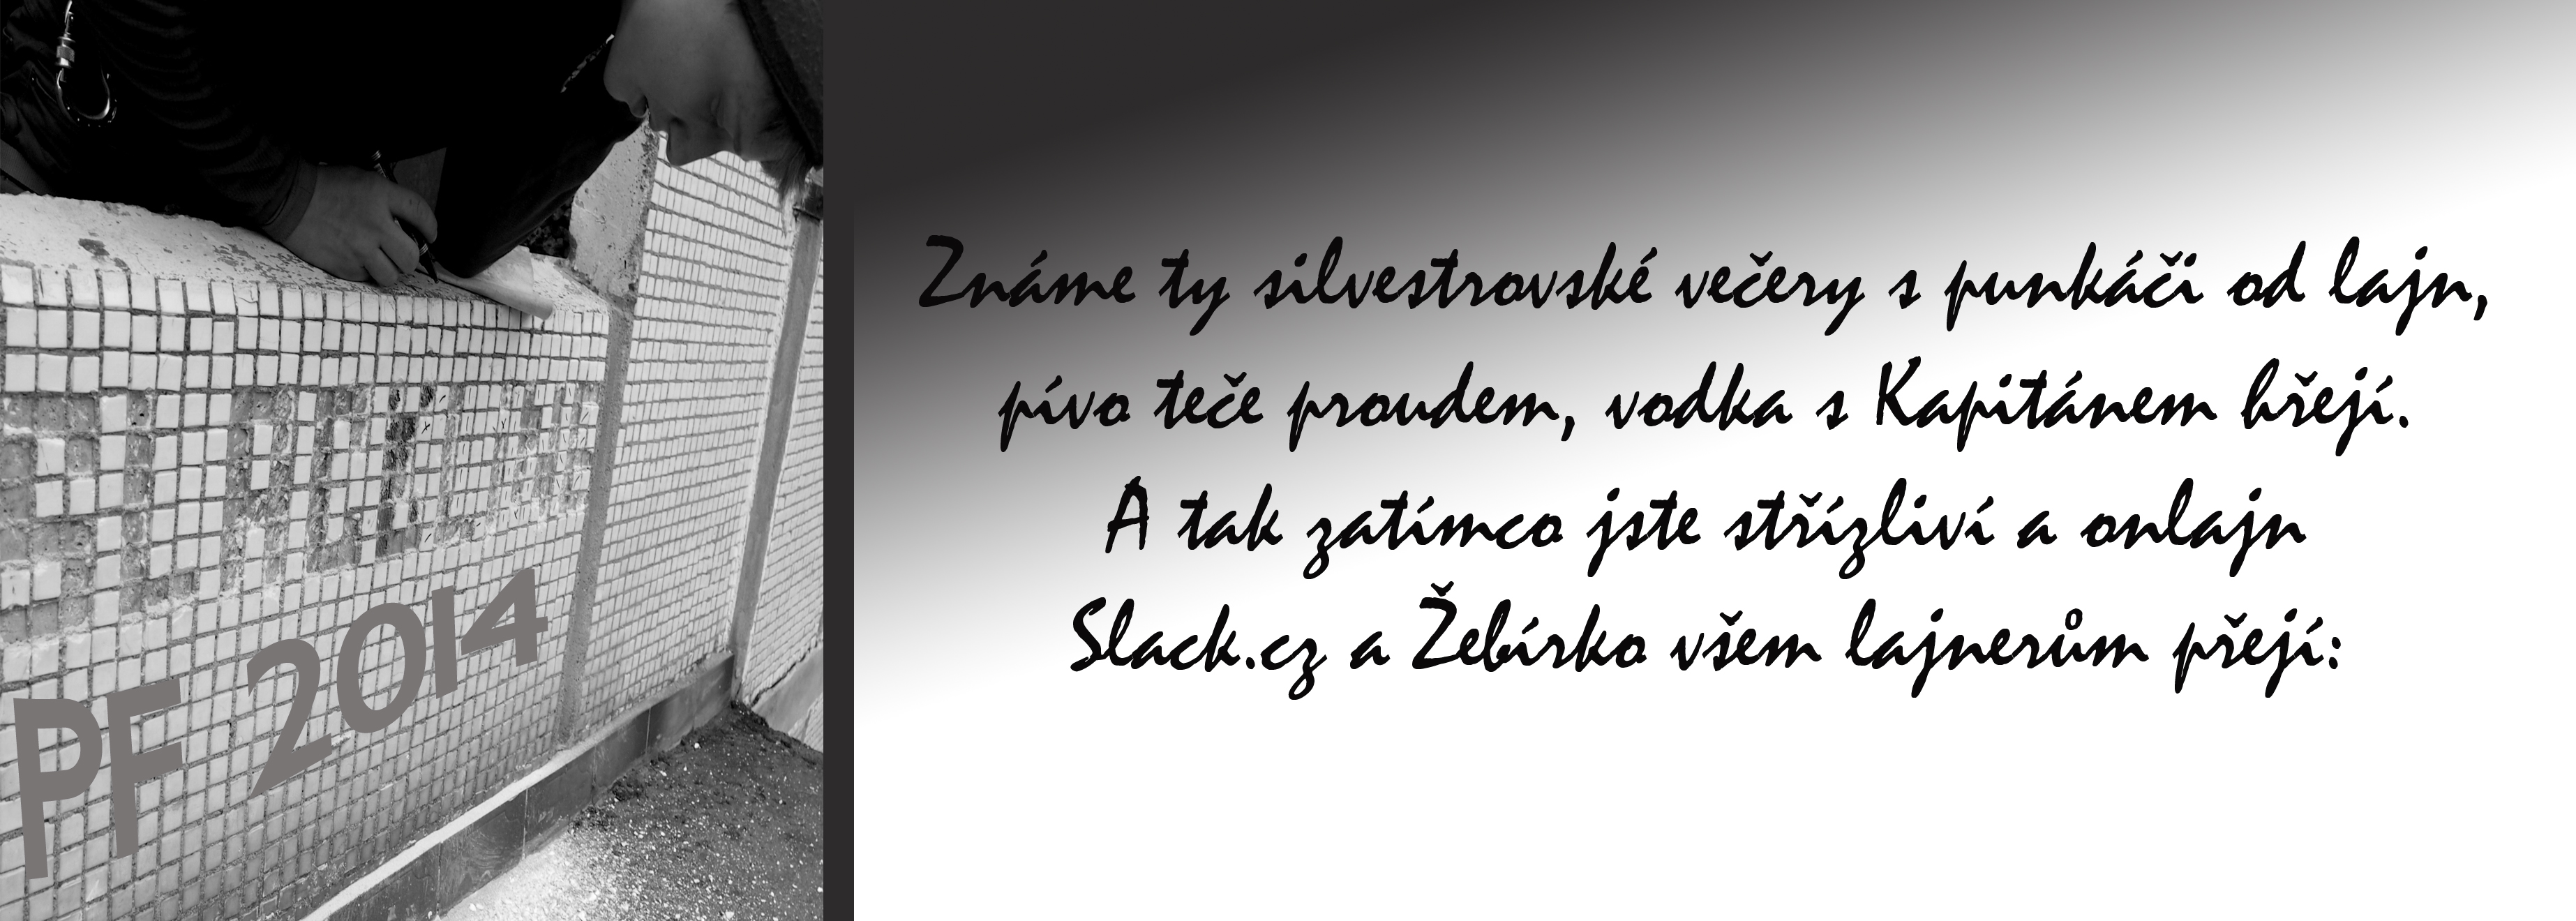 Známe ty silvestrovské večery s punkáči od lajn,
pívo teče proudem, vodka s Kapitánem hřejí.
A tak zatímco jste střízliví a onlajn
Slack.cz a Žebírko všem lajnerům přejí:
PF 2014